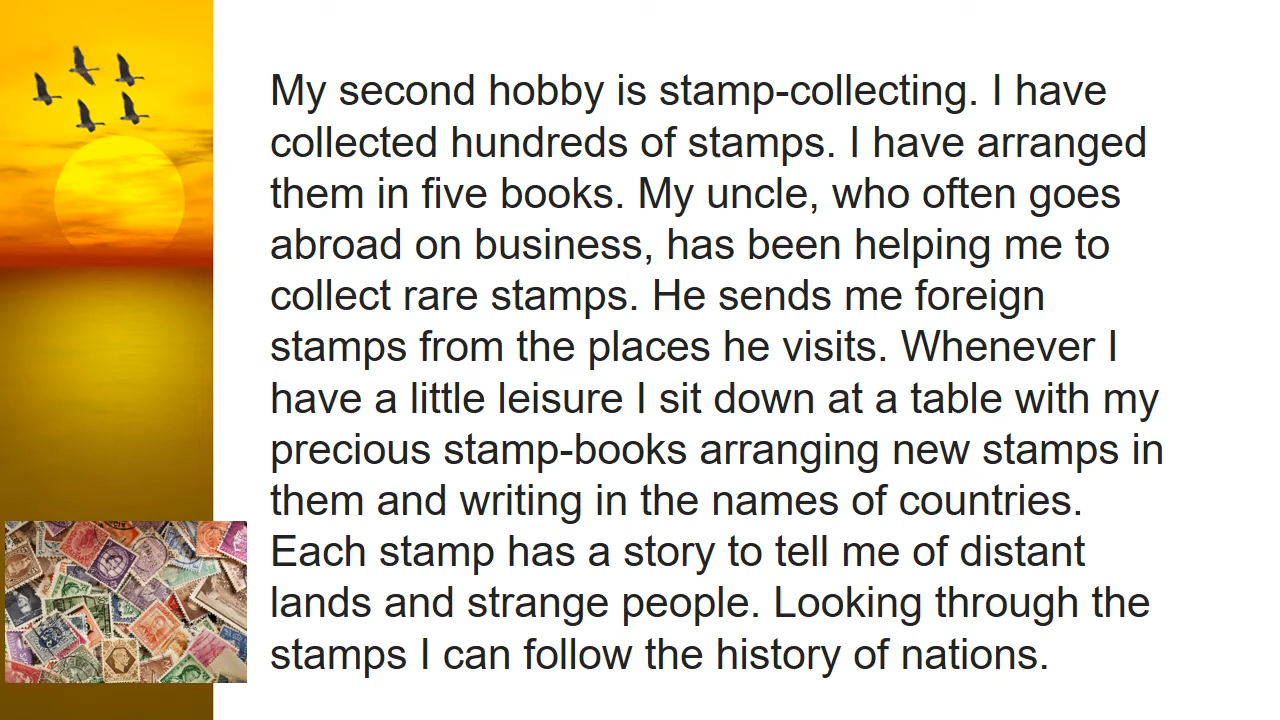 My second hobby is stamp-collecting. I have
collected hundreds of stamps. I have arranged
them in five books. My uncle, who often goes
abroad on business, has been helping me to
collect rare stamps. He sends me foreign
stamps from the places he visits. Whenever I
have a little leisure I sit down at a table with my
precious stamp-books arranging new stamps in
them and writing in the names of countries.
Each stamp has a story to tell me of distant
lands and strange people. Looking through the
stamps I can follow the history of nations.